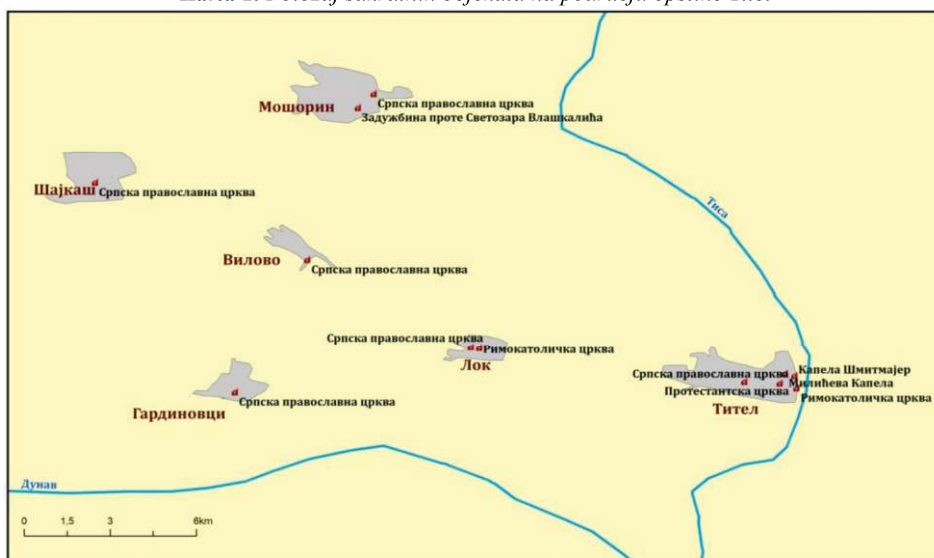 Мошорин
Српска православна црква
Задужбина проте Светозара Влашкалића
Шајкаш
Српска православна црква
Тиса
Вилово
Српска православна црква
Српска православна црква
Римокатоличка црква
Лок
Српска православна црква
Капела Шмитмајер
Протестантска црква
Милићева Капела
Римокатоличка црква
Тител
Српска православна црква
Гардиновци
Дунав
0 1,5 3 6km